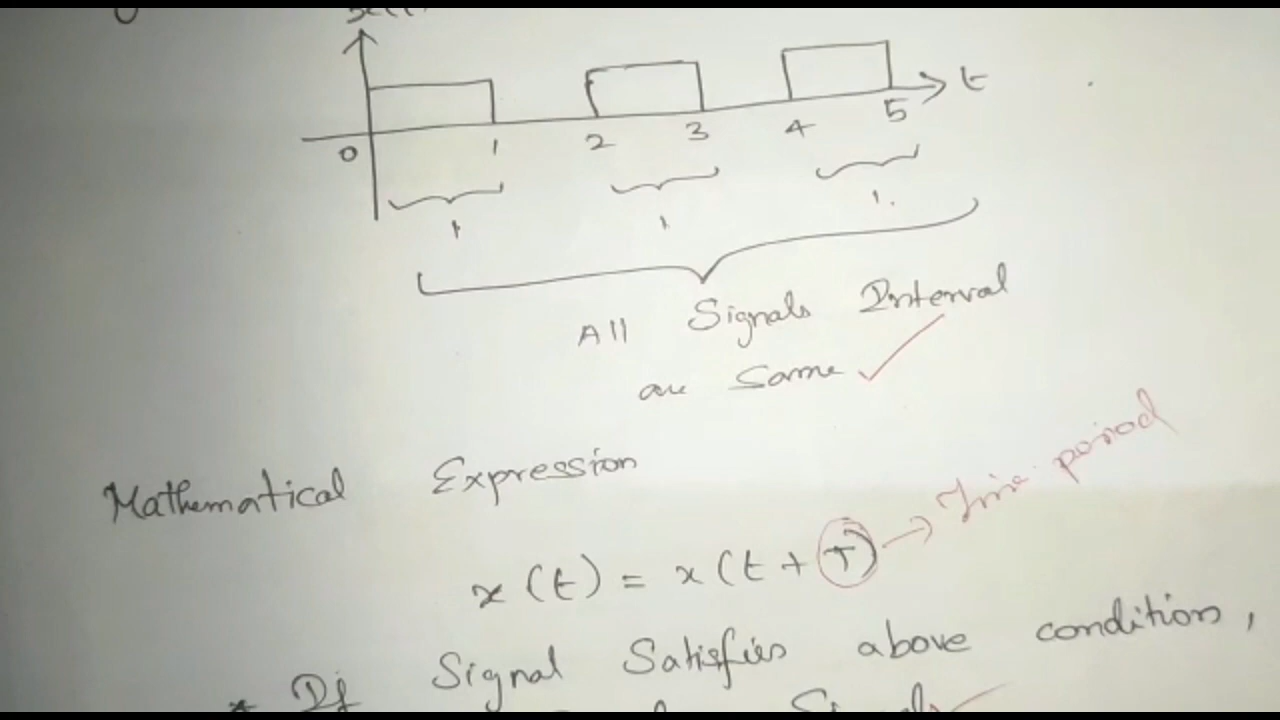 t
0 1 2 3 4 5
1 1 1.
All Signals Interval
are Same
Mathematical Expression
x(t) = x(t + T) → Time period
* If Signal Satisfies above condition,